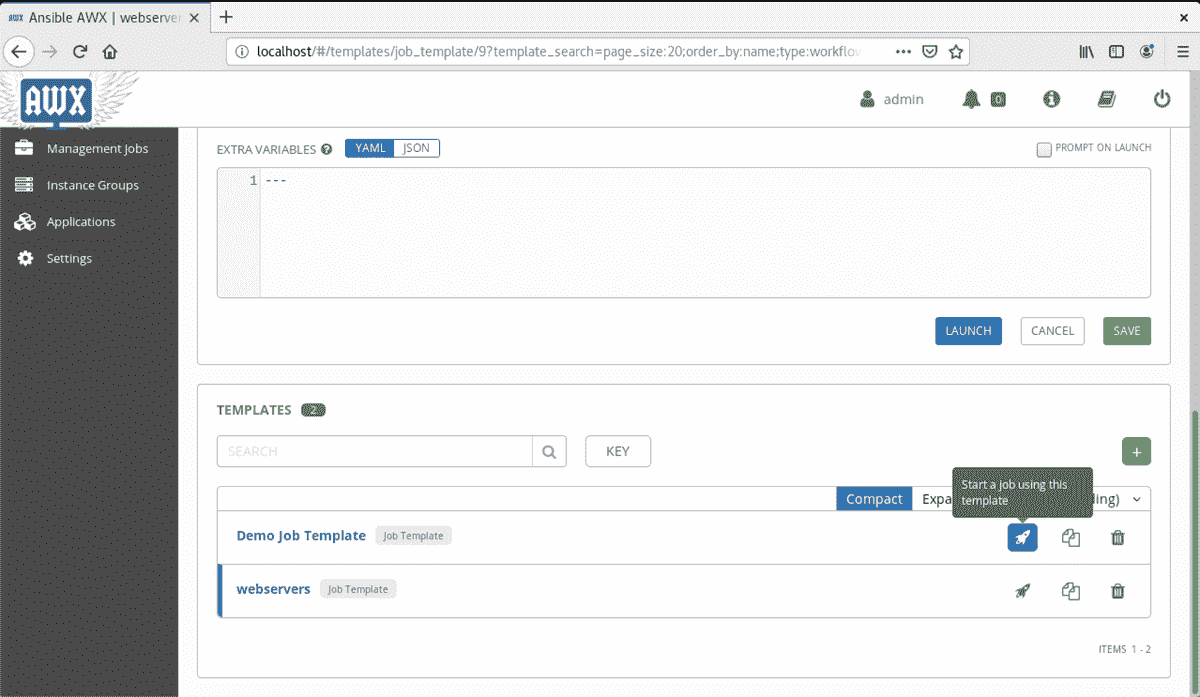 Ansible AWX | webserver
localhost/#/templates/job_template/9?template_search=page_size:20;order_by:name;type:workflow
AWX
admin
0
Management Jobs
Instance Groups
Applications
Settings
EXTRA VARIABLES
YAML
JSON
PROMPT ON LAUNCH
1 ---
LAUNCH
CANCEL
SAVE
TEMPLATES 2
SEARCH
KEY
+
Start a job using this
template
Compact
Expa
ding)
Demo Job Template
Job Template
webservers
Job Template
ITEMS 1 - 2